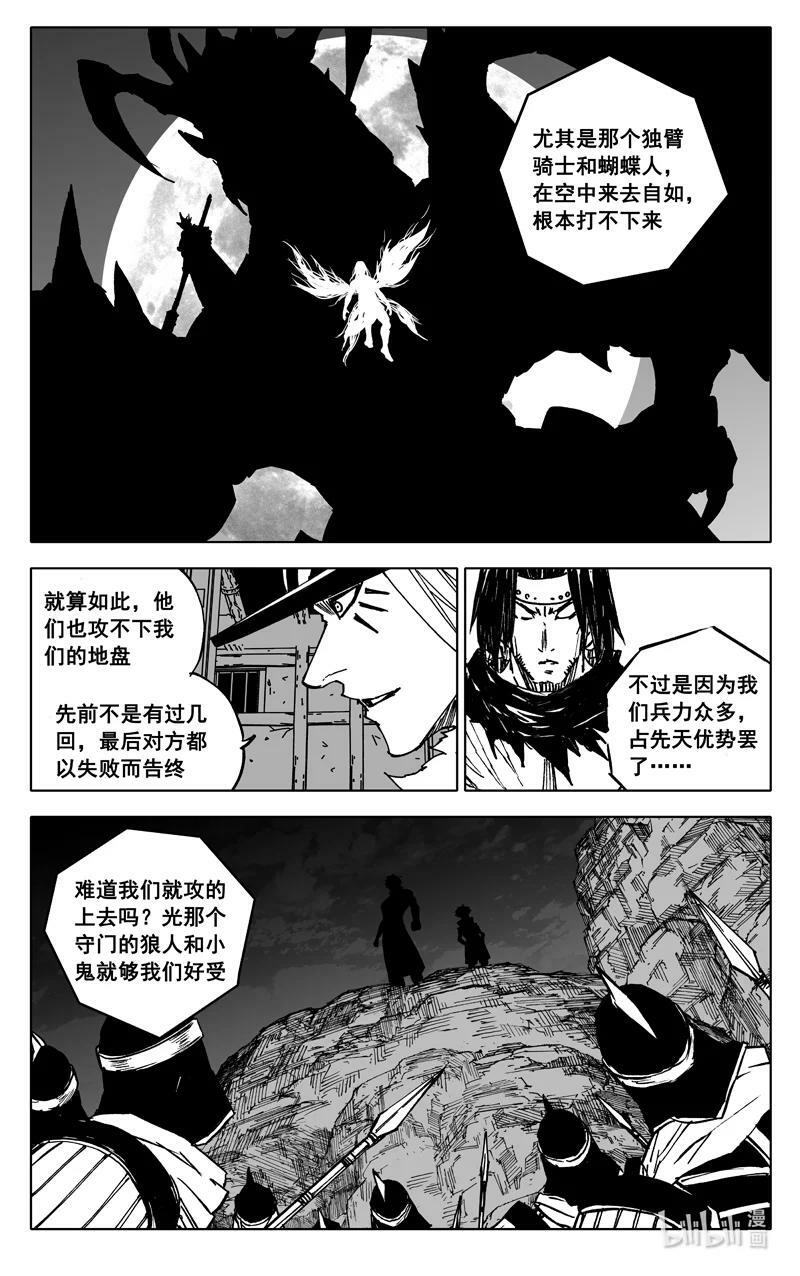 尤其是那个独臂
骑士和蝴蝶人，
在空中来去自如，
根本打不下来
就算如此，他
们也攻不下我
们的地盘
先前不是有过几
回，最后对方都
以失败而告终
不过是因为我
们兵力众多，
占先天优势罢
了……
难道我们就攻的
上去吗？光那个
守门的狼人和小
鬼就够我们好受
bilibili漫画